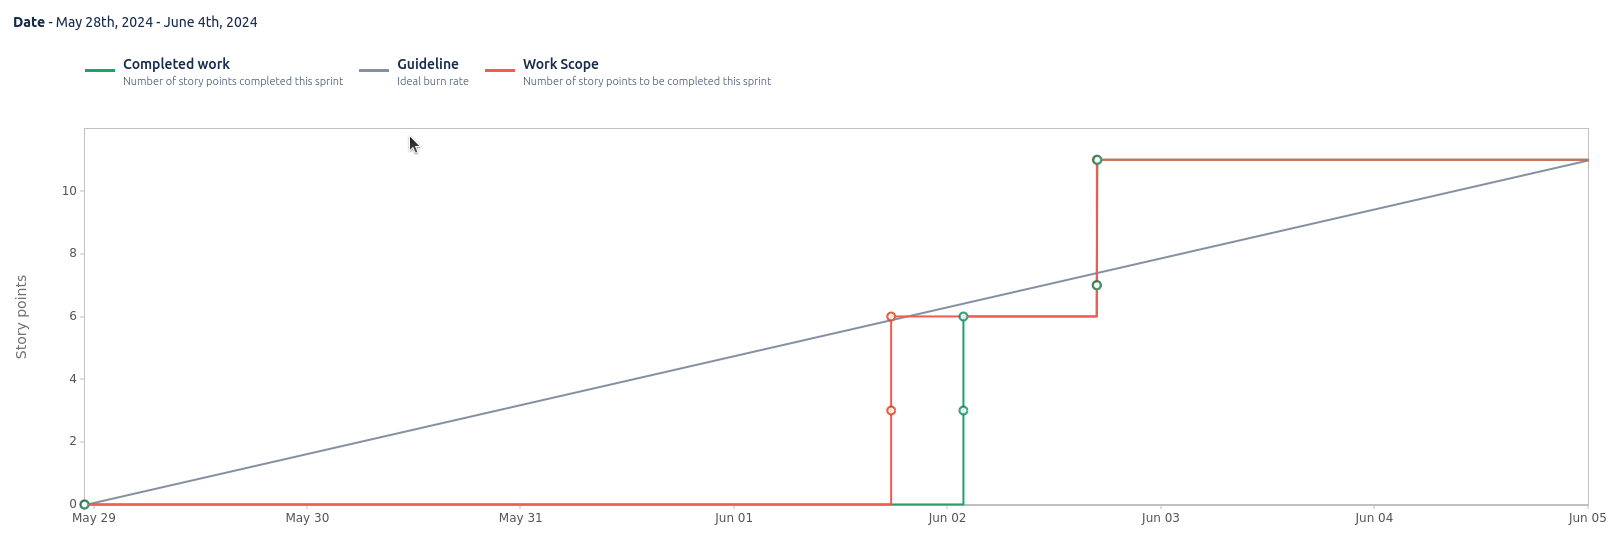 Date - May 28th, 2024 - June 4th, 2024
Completed work
Number of story points completed this sprint
Guideline
Ideal burn rate
Work Scope
Number of story points to be completed this sprint
Story points
10
8
6
4
2
0
May 29
May 30
May 31
Jun 01
Jun 02
Jun 03
Jun 04
Jun 05